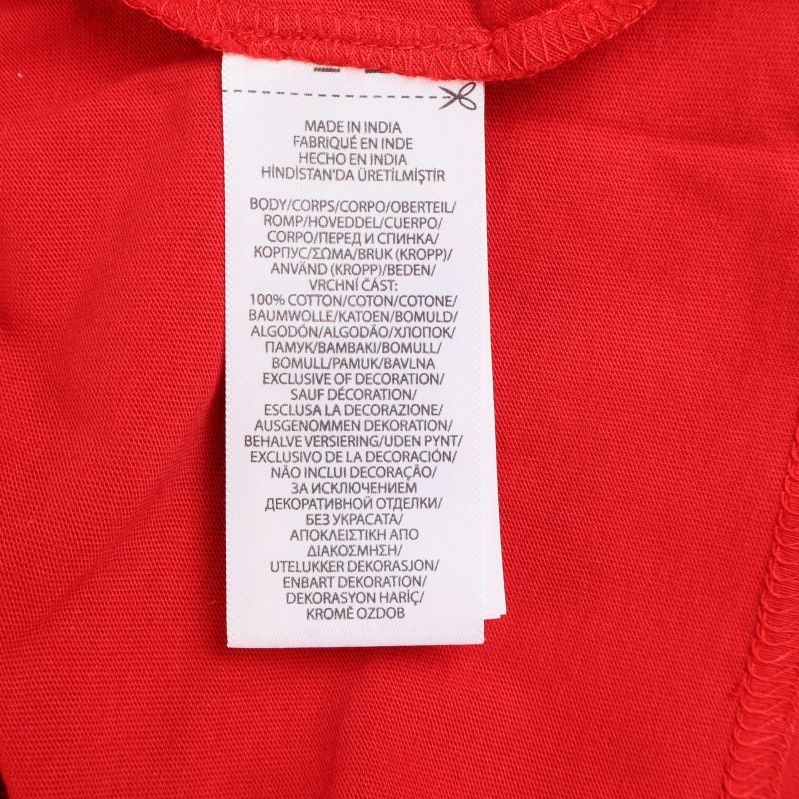 MADE IN INDIA
FABRIQUÉ EN INDE
HECHO EN INDIA
HİNDİSTAN'DA ÜRETİLMİŞTİR
BODY/CORPS/CORPO/OBERTEIL/
ROMP/HOVEDDEL/CUERPO/
CORPO/ПЕРЕД И СПИНКА/
КОРПУС/ΣΩΜΑ/BRUK (KROPP)/
ANVÄND (KROPP)/BEDEN/
VRCHNÍ ČÁST:
100% COTTON/COTON/COTONE/
BAUMWOLLE/KATOEN/BOMULD/
ALGODÓN/ALGODÃO/ХЛОПОК/
ПАМУК/ΒΑΜΒΑΚΙ/BOMULL/
BOMULL/PAMUK/BAVLNA
EXCLUSIVE OF DECORATION/
SAUF DÉCORATION/
ESCLUSA LA DECORAZIONE/
AUSGENOMMEN DEKORATION/
BEHALVE VERSIERING/UDEN PYNT/
EXCLUSIVO DE LA DECORACIÓN/
NÃO INCLUI DECORAÇÃO/
ЗА ИСКЛЮЧЕНИЕМ
ДЕКОРАТИВНОЙ ОТДЕЛКИ/
БЕЗ УКРАСАТА/
ΑΠΟΚΛΕΙΣΤΙΚΗ ΑΠΟ
ΔΙΑΚΟΣΜΗΣΗ/
UTELUKKER DEKORASJON/
ENBART DEKORATION/
DEKORASYON HARİÇ/
KROMĚ OZDOB